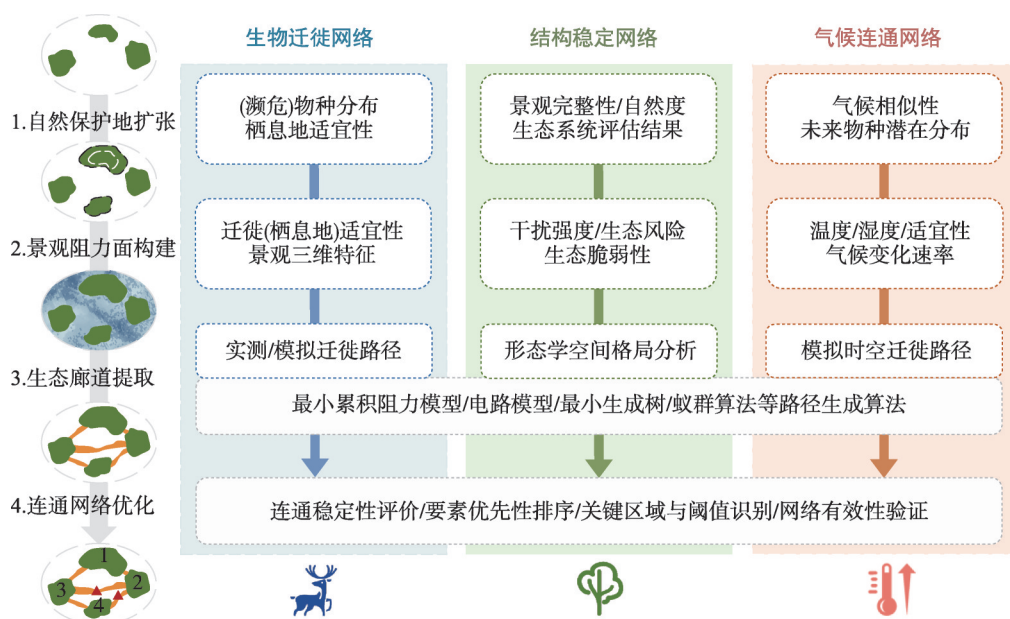 生物迁徙网络
结构稳定网络
气候连通网络
1.自然保护地扩张
(濒危)物种分布
栖息地适宜性
景观完整性/自然度
生态系统评估结果
气候相似性
未来物种潜在分布
2.景观阻力面构建
迁徙(栖息地)适宜性
景观三维特征
干扰强度/生态风险
生态脆弱性
温度/湿度/适宜性
气候变化速率
3.生态廊道提取
实测/模拟迁徙路径
形态学空间格局分析
模拟时空迁徙路径
最小累积阻力模型/电路模型/最小生成树/蚁群算法等路径生成算法
4.连通网络优化
连通稳定性评价/要素优先性排序/关键区域与阈值识别/网络有效性验证
1
2
3
4